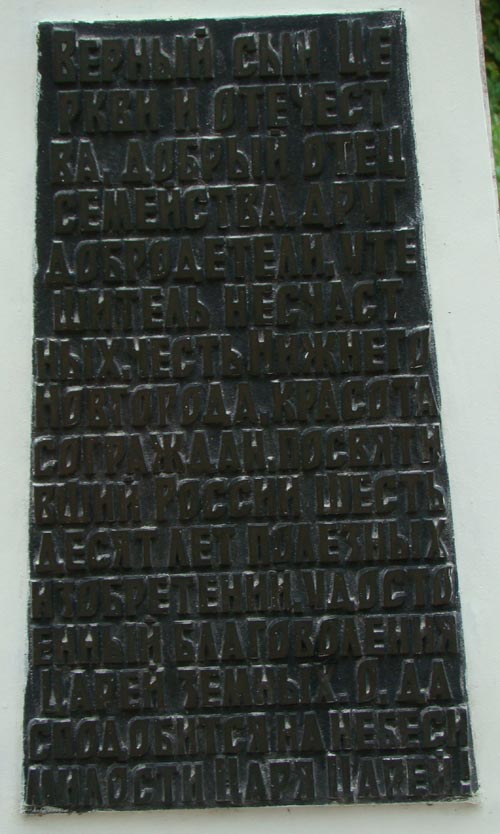 Верный сын Це
ркви и отечест
ва, добрый отец
семейства, друг
добродетели, уте
шитель несчаст
ных, честь Нижнего
Новгорода, красота
сограждан, посвяти
вший России шесть
десят лет полезных
изобретений, удосто
енный благоволения
Царей земных. О, да
сподобится на небеси
милости Царя Царей!